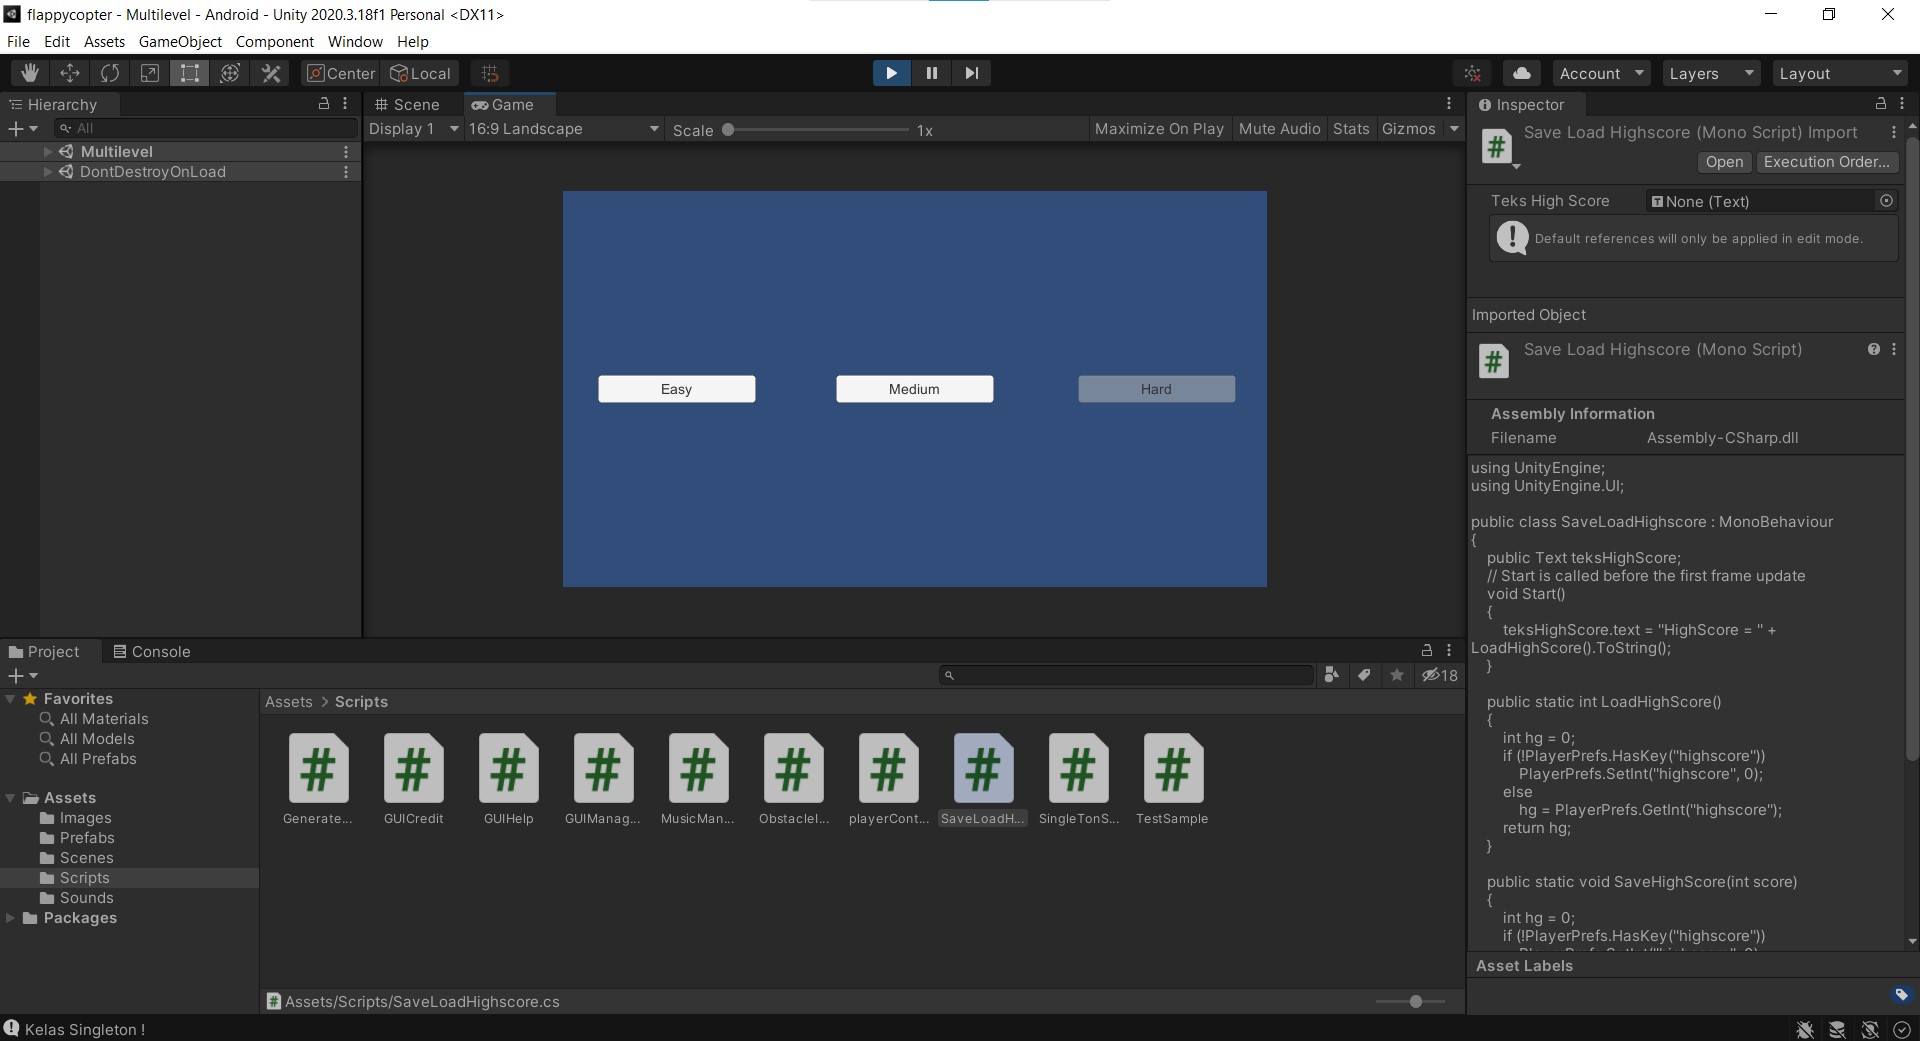 flappycopter - Multilevel - Android - Unity 2020.3.18f1 Personal <DX11>
File Edit Assets GameObject Component Window Help
Center Local Account Layers Layout
Hierarchy
All
Multilevel
DontDestroyOnLoad
Scene Game
Display 1 16:9 Landscape Scale 1x Maximize On Play Mute Audio Stats Gizmos
Easy Medium Hard
Inspector
Save Load Highscore (Mono Script) Import
Open Execution Order...
Teks High Score None (Text)
Default references will only be applied in edit mode.
Imported Object
Save Load Highscore (Mono Script)
Assembly Information
Filename Assembly-CSharp.dll
using UnityEngine;
using UnityEngine.UI;
public class SaveLoadHighscore : MonoBehaviour
{
public Text teksHighScore;
// Start is called before the first frame update
void Start()
{
teksHighScore.text = "HighScore = " +
LoadHighScore().ToString();
}
public static int LoadHighScore()
{
int hg = 0;
if (!PlayerPrefs.HasKey("highscore"))
PlayerPrefs.SetInt("highscore", 0);
else
hg = PlayerPrefs.GetInt("highscore");
return hg;
}
public static void SaveHighScore(int score)
{
int hg = 0;
if (!PlayerPrefs.HasKey("highscore"))
Asset Labels
Project Console
18
Favorites
All Materials
All Models
All Prefabs
Assets
Images
Prefabs
Scenes
Scripts
Sounds
Packages
Assets > Scripts
Generate... GUICredit GUIHelp GUIManag... MusicMan... ObstacleI... playerCont... SaveLoadH... SingleTonS... TestSample
Assets/Scripts/SaveLoadHighscore.cs
Kelas Singleton !